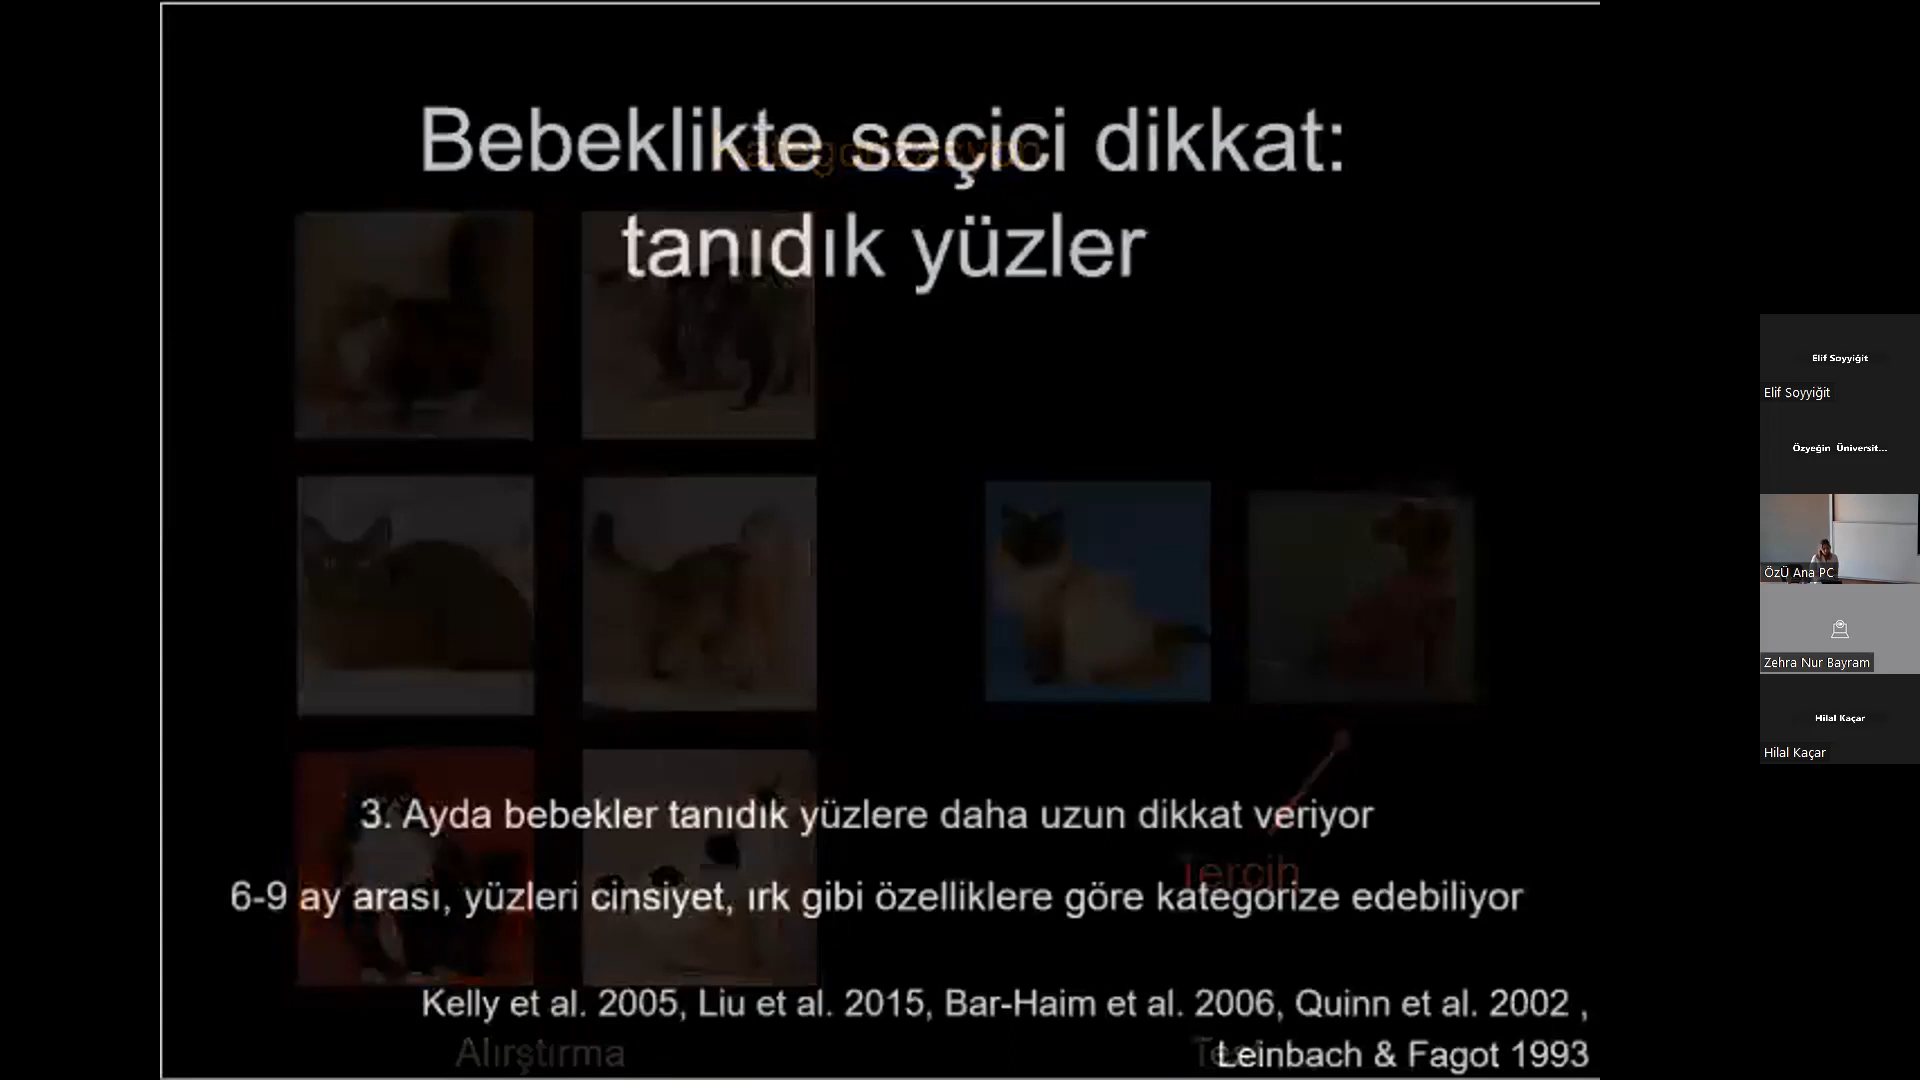 Bebeklikte seçici dikkat:
Kategorizasyon
tanıdık yüzler
3. Ayda bebekler tanıdık yüzlere daha uzun dikkat veriyor
Tercih
6-9 ay arası, yüzleri cinsiyet, ırk gibi özelliklere göre kategorize edebiliyor
Kelly et al. 2005, Liu et al. 2015, Bar-Haim et al. 2006, Quinn et al. 2002 ,
Leinbach & Fagot 1993
Alırştırma
Elif Soyyiğit
Elif Soyyiğit
Özyeğin Üniversit...
ÖzÜ Ana PC
Zehra Nur Bayram
Hilal Kaçar
Hilal Kaçar